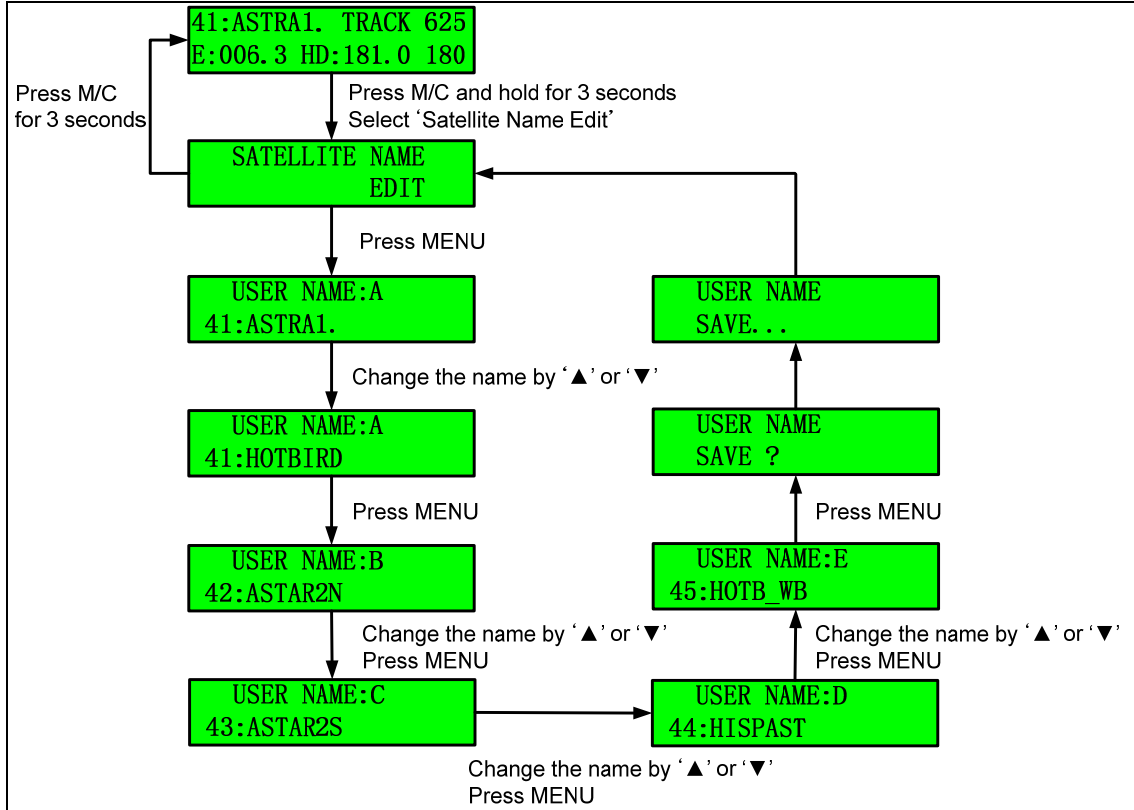 41:ASTRA1. TRACK 625
E:006.3 HD:181.0 180
Press M/C
for 3 seconds
Press M/C and hold for 3 seconds
Select ‘Satellite Name Edit’
SATELLITE NAME
EDIT
Press MENU
USER NAME:A
41:ASTRA1.
Change the name by ‘▲’ or ‘▼’
USER NAME:A
41:HOTBIRD
Press MENU
USER NAME:B
42:ASTAR2N
Change the name by ‘▲’ or ‘▼’
Press MENU
USER NAME:C
43:ASTAR2S
Change the name by ‘▲’ or ‘▼’
Press MENU
USER NAME:D
44:HISPAST
Change the name by ‘▲’ or ‘▼’
Press MENU
USER NAME:E
45:HOTB_WB
Press MENU
USER NAME
SAVE ?
USER NAME
SAVE...